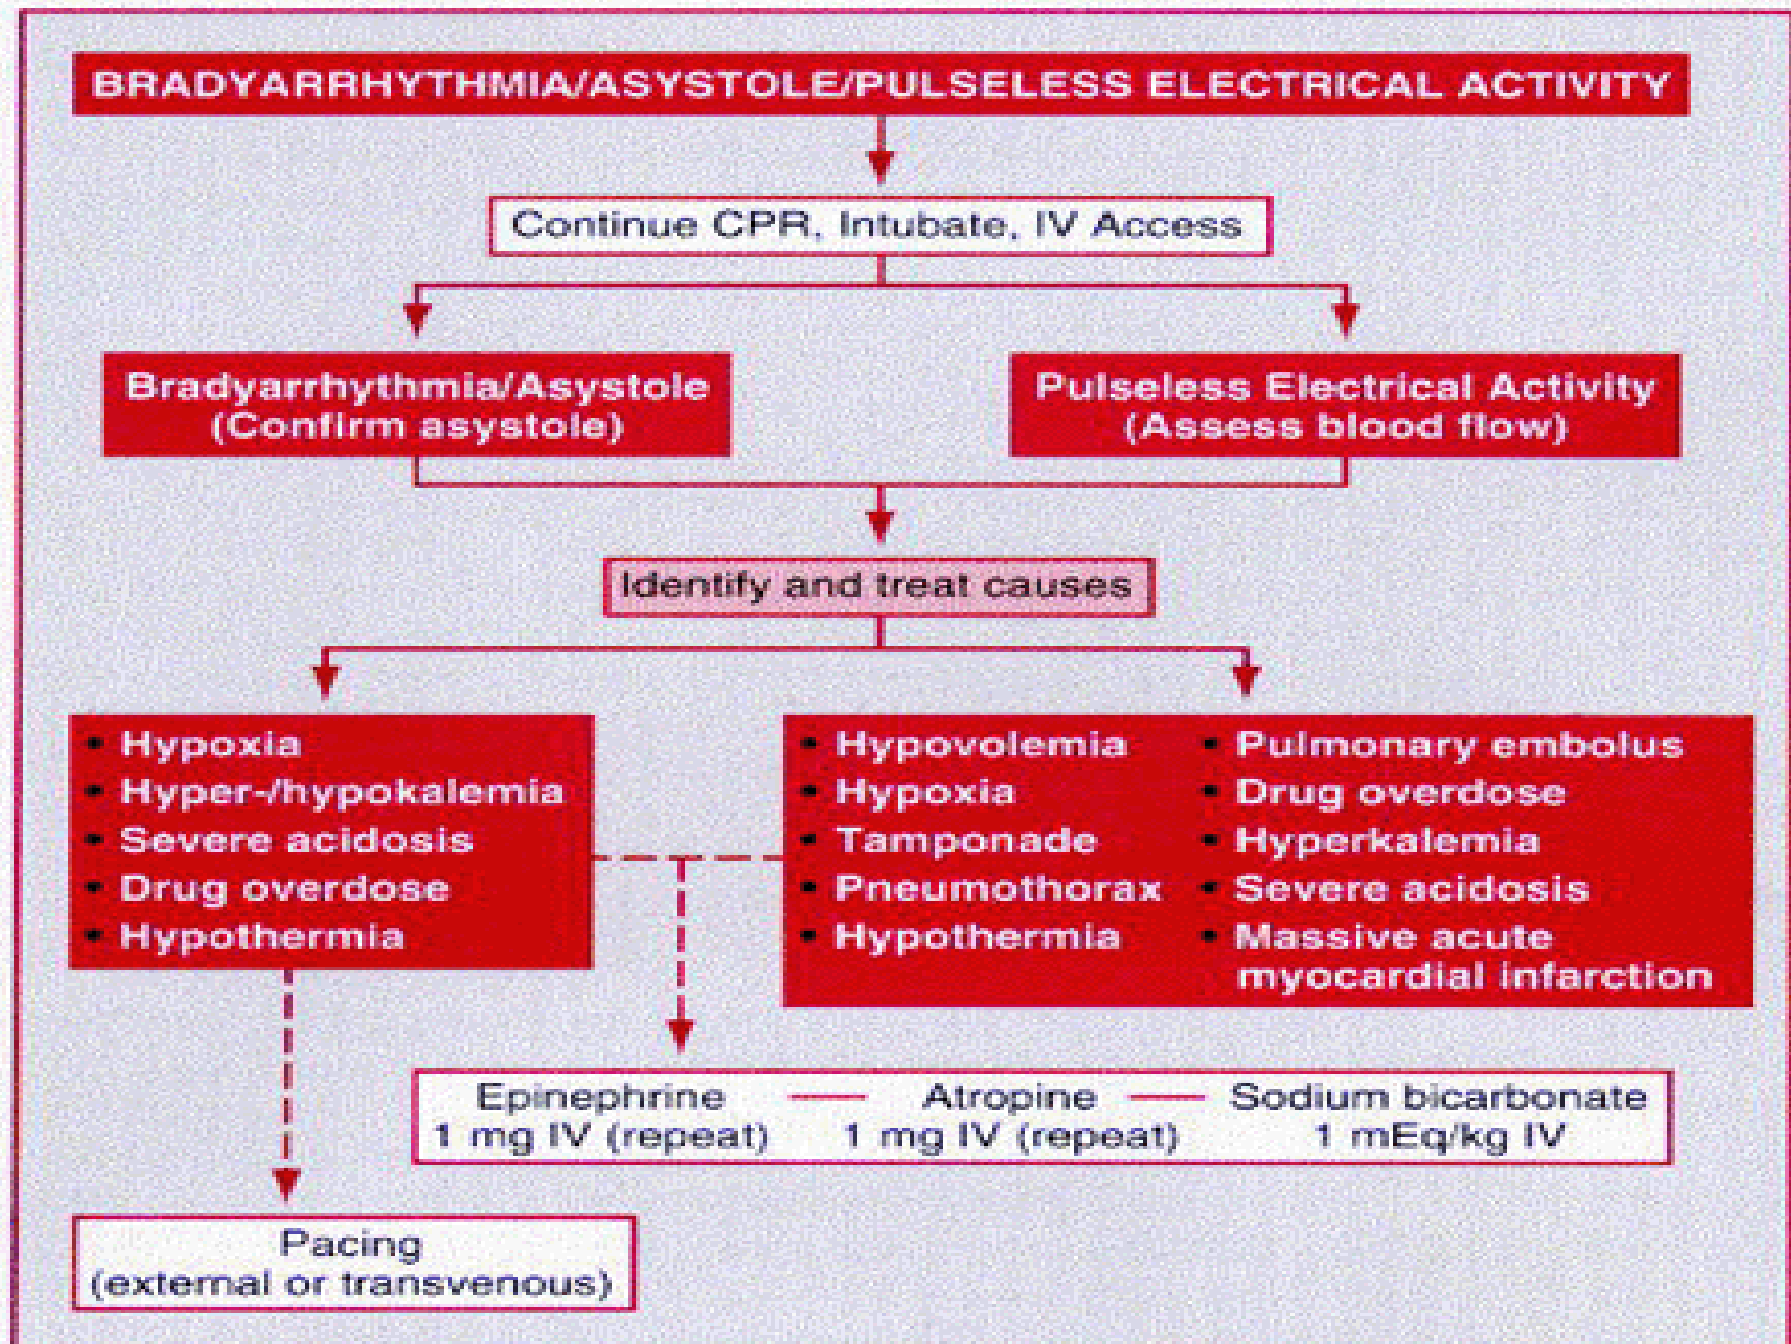 BRADYARRHYTHMIA/ASYSTOLE/PULSELESS ELECTRICAL ACTIVITY
Continue CPR, Intubate, IV Access
Bradyarrhythmia/Asystole
(Confirm asystole)
Pulseless Electrical Activity
(Assess blood flow)
Identify and treat causes
• Hypoxia
• Hyper-/hypokalemia
• Severe acidosis
• Drug overdose
• Hypothermia
• Hypovolemia
• Hypoxia
• Tamponade
• Pneumothorax
• Hypothermia
• Pulmonary embolus
• Drug overdose
• Hyperkalemia
• Severe acidosis
• Massive acute
myocardial infarction
Epinephrine
1 mg IV (repeat)
Atropine
1 mg IV (repeat)
Sodium bicarbonate
1 mEq/kg IV
Pacing
(external or transvenous)